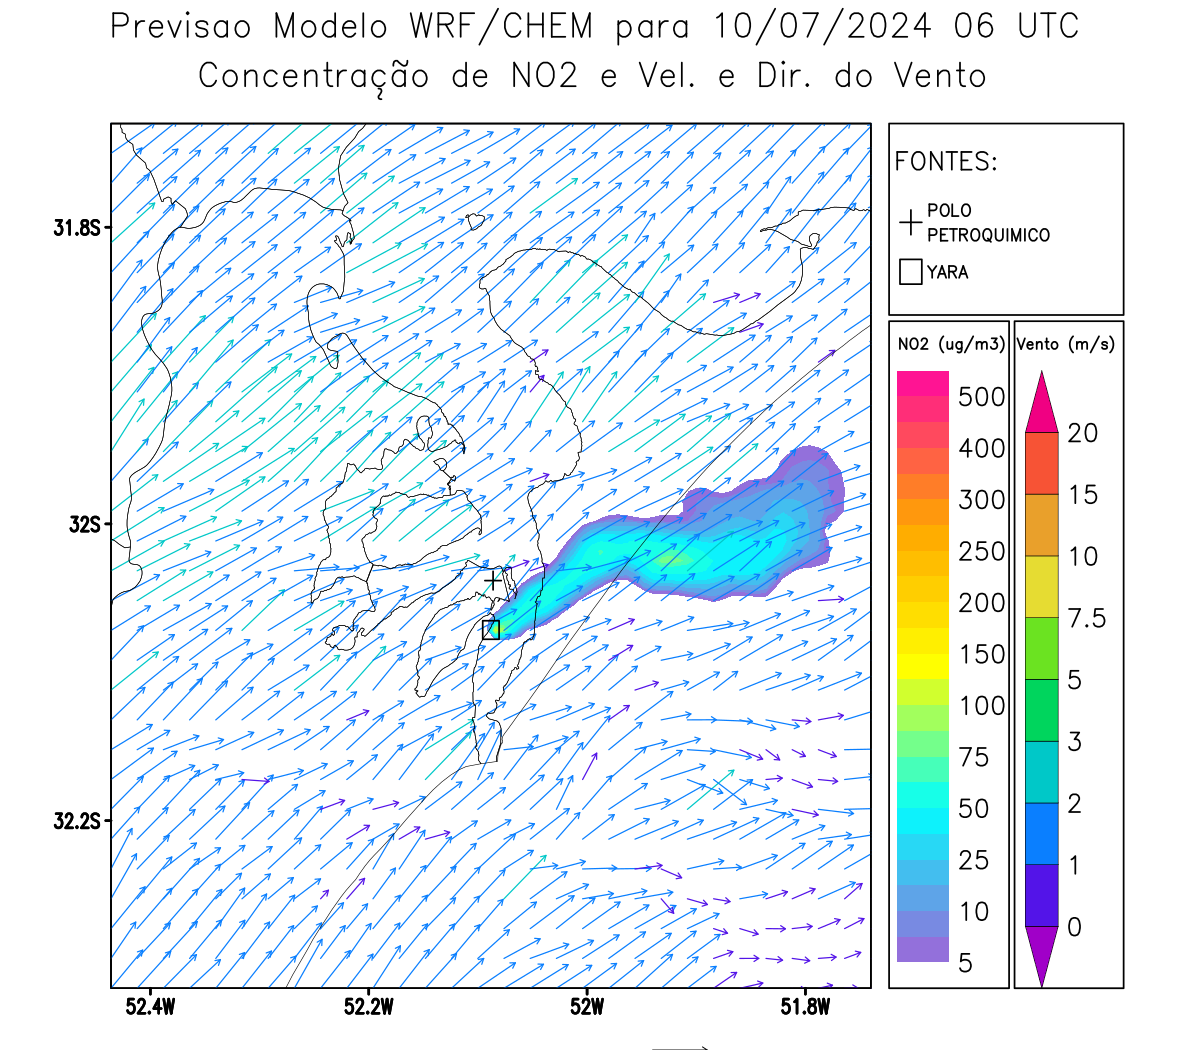 Previsao Modelo WRF/CHEM para 10/07/2024 06 UTC
Concentração de NO2 e Vel. e Dir. do Vento
FONTES:
POLO
PETROQUIMICO
YARA
NO2 (ug/m3)
500
400
300
250
200
150
100
75
50
25
10
5
Vento (m/s)
20
15
10
7.5
5
3
2
1
0
31.8S
32S
32.2S
52.4W
52.2W
52W
51.8W